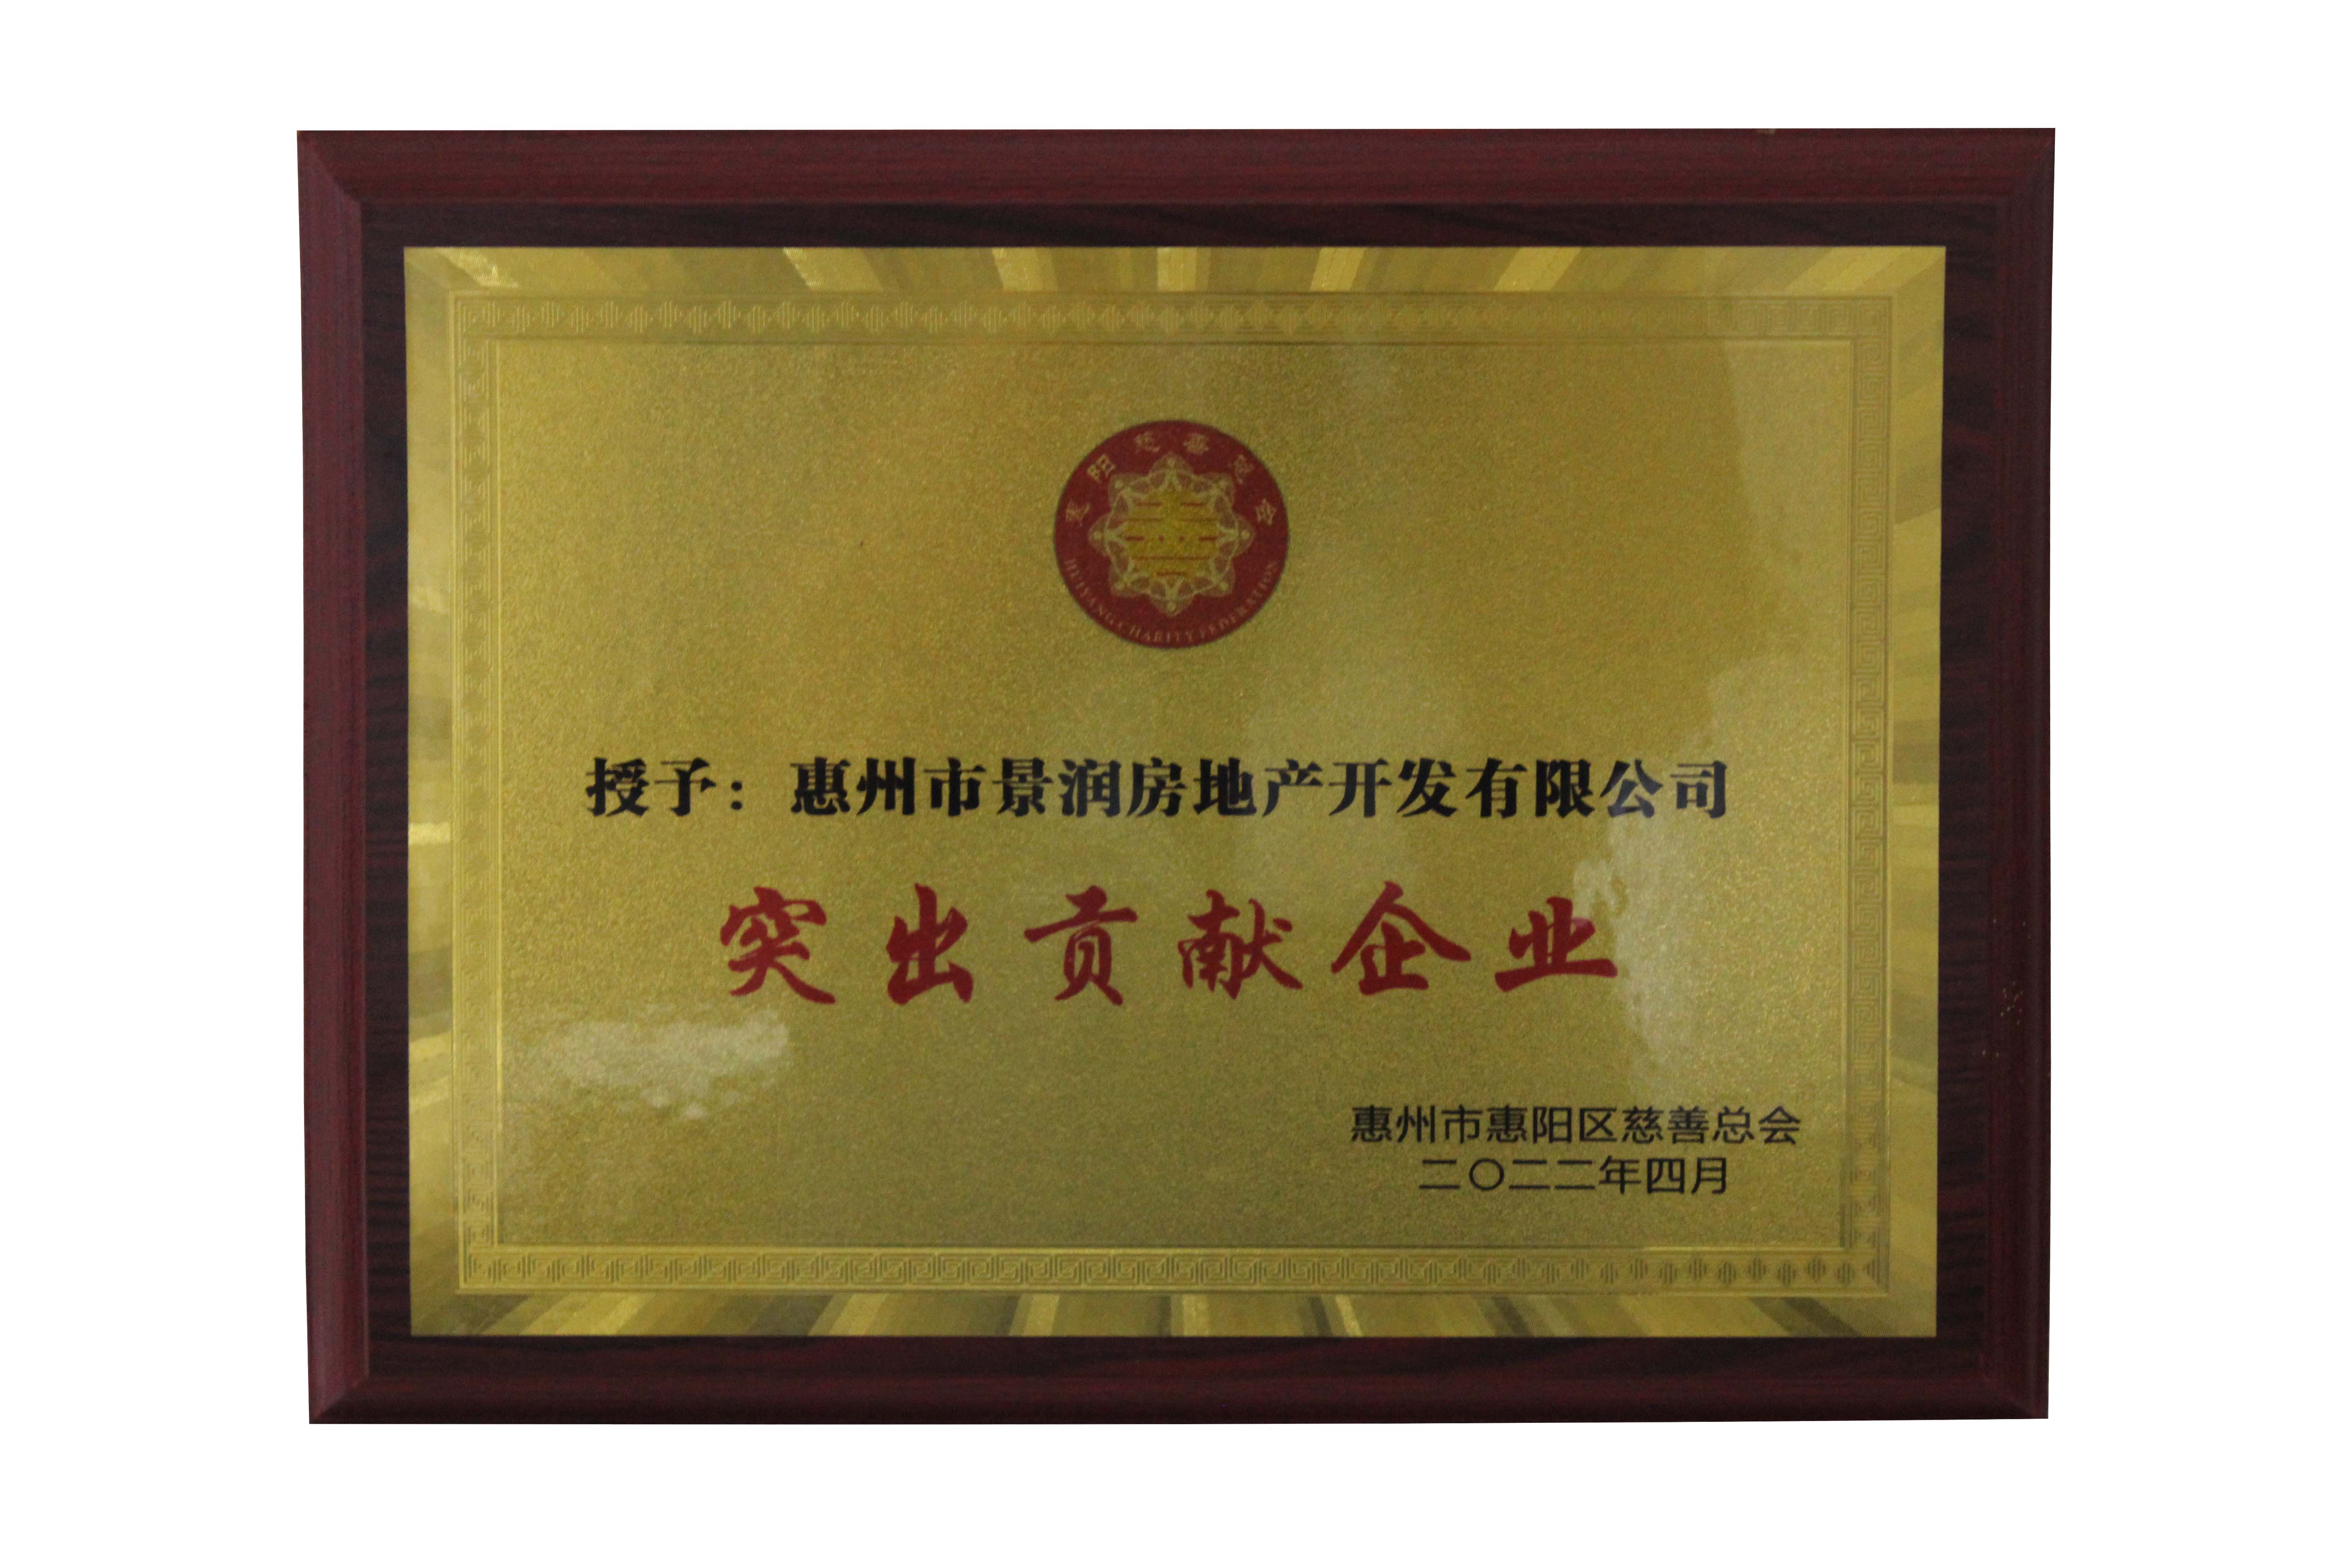 惠阳慈善总会
HUIYANG CHARITY FEDERATION
授予：惠州市景润房地产开发有限公司
突出贡献企业
惠州市惠阳区慈善总会
二〇二二年四月